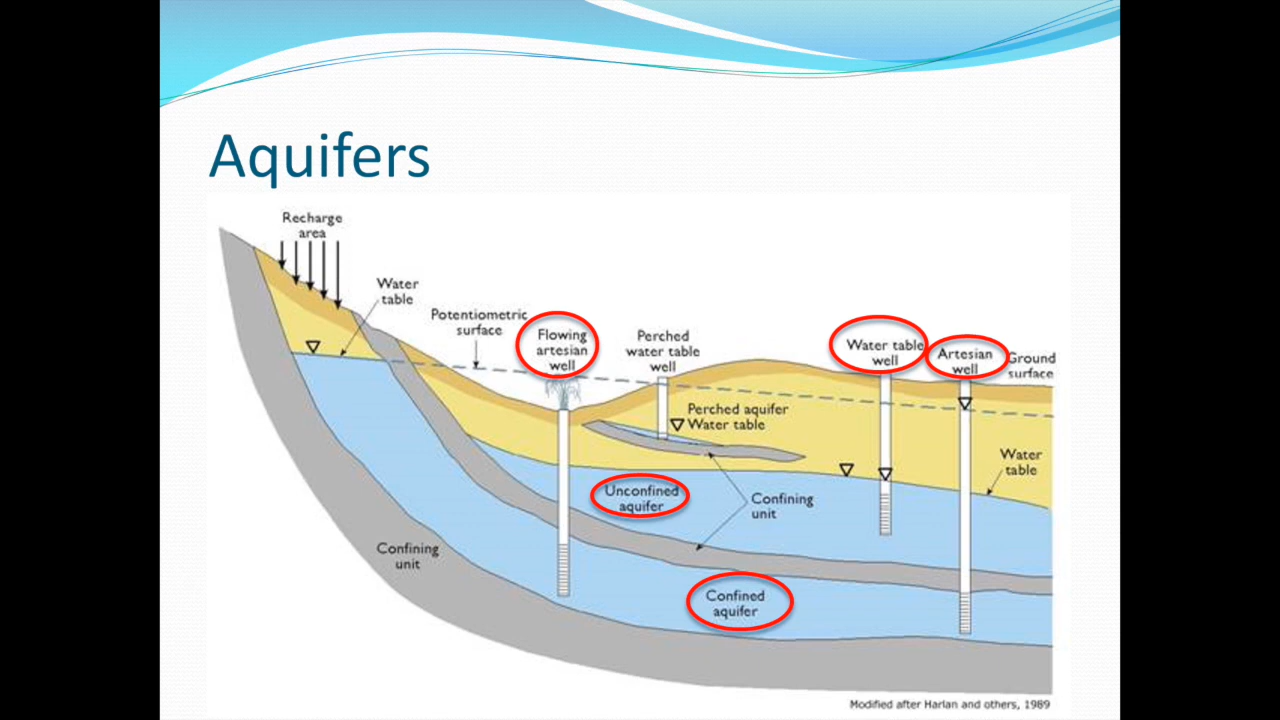 Aquifers
Recharge
area
Water
table
Potentiometric
surface
Flowing
artesian
well
Perched
water table
well
Water table
well
Artesian
well
Ground
surface
Perched aquifer
Water table
Water
table
Unconfined
aquifer
Confining
unit
Confining
unit
Confined
aquifer
Modified after Harlan and others, 1989